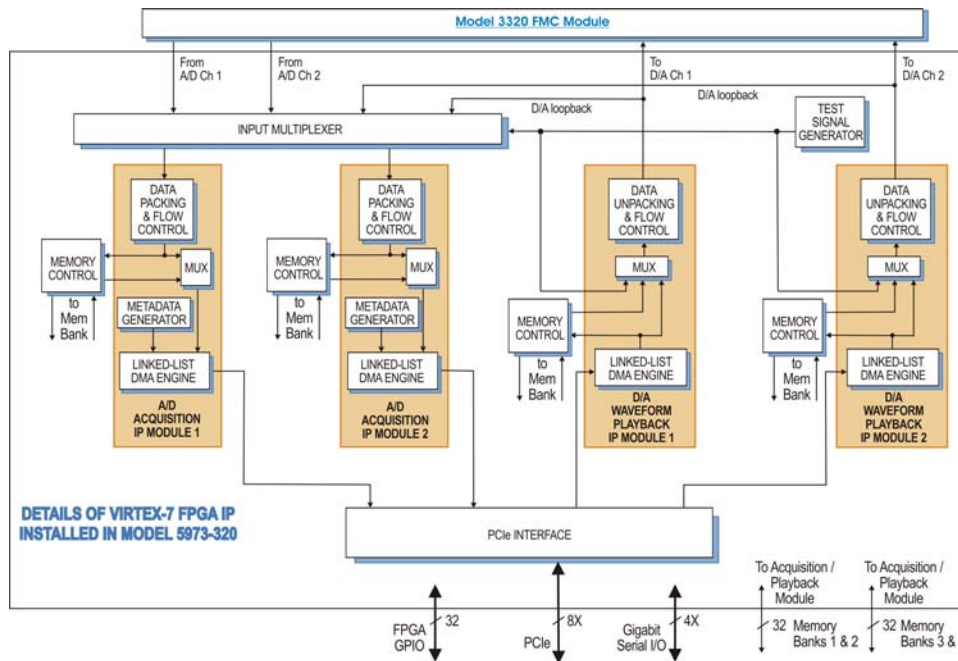 Model 3320 FMC Module
From
A/D Ch 1
From
A/D Ch 2
To
D/A Ch 1
To
D/A Ch 2
D/A loopback
D/A loopback
INPUT MULTIPLEXER
TEST
SIGNAL
GENERATOR
DATA
PACKING
& FLOW
CONTROL
MUX
MEMORY
CONTROL
to
Mem
Bank
METADATA
GENERATOR
LINKED-LIST
DMA ENGINE
A/D
ACQUISITION
IP MODULE 1
DATA
PACKING
& FLOW
CONTROL
MUX
MEMORY
CONTROL
to
Mem
Bank
METADATA
GENERATOR
LINKED-LIST
DMA ENGINE
A/D
ACQUISITION
IP MODULE 2
DATA
UNPACKING
& FLOW
CONTROL
MUX
MEMORY
CONTROL
to
Mem
Bank
LINKED-LIST
DMA ENGINE
D/A
WAVEFORM
PLAYBACK
IP MODULE 1
DATA
UNPACKING
& FLOW
CONTROL
MUX
MEMORY
CONTROL
to
Mem
Bank
LINKED-LIST
DMA ENGINE
D/A
WAVEFORM
PLAYBACK
IP MODULE 2
DETAILS OF VIRTEX-7 FPGA IP
INSTALLED IN MODEL 5973-320
PCIe INTERFACE
32
FPGA
GPIO
8X
PCIe
4X
Gigabit
Serial I/O
To Acquisition /
Playback
Module
32 Memory
Banks 1 & 2
To Acquisition /
Playback
Module
32 Memory
Banks 3 &